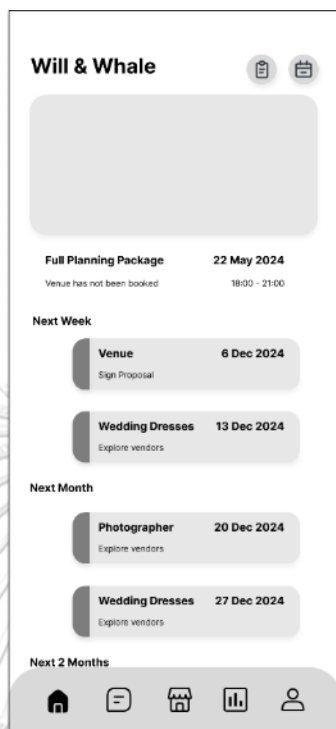 Will & Whale
Full Planning Package 22 May 2024
Venue has not been booked 18:00 - 21:00
Next Week
Venue 6 Dec 2024
Sign Proposal
Wedding Dresses 13 Dec 2024
Explore vendors
Next Month
Photographer 20 Dec 2024
Explore vendors
Wedding Dresses 27 Dec 2024
Explore vendors
Next 2 Months